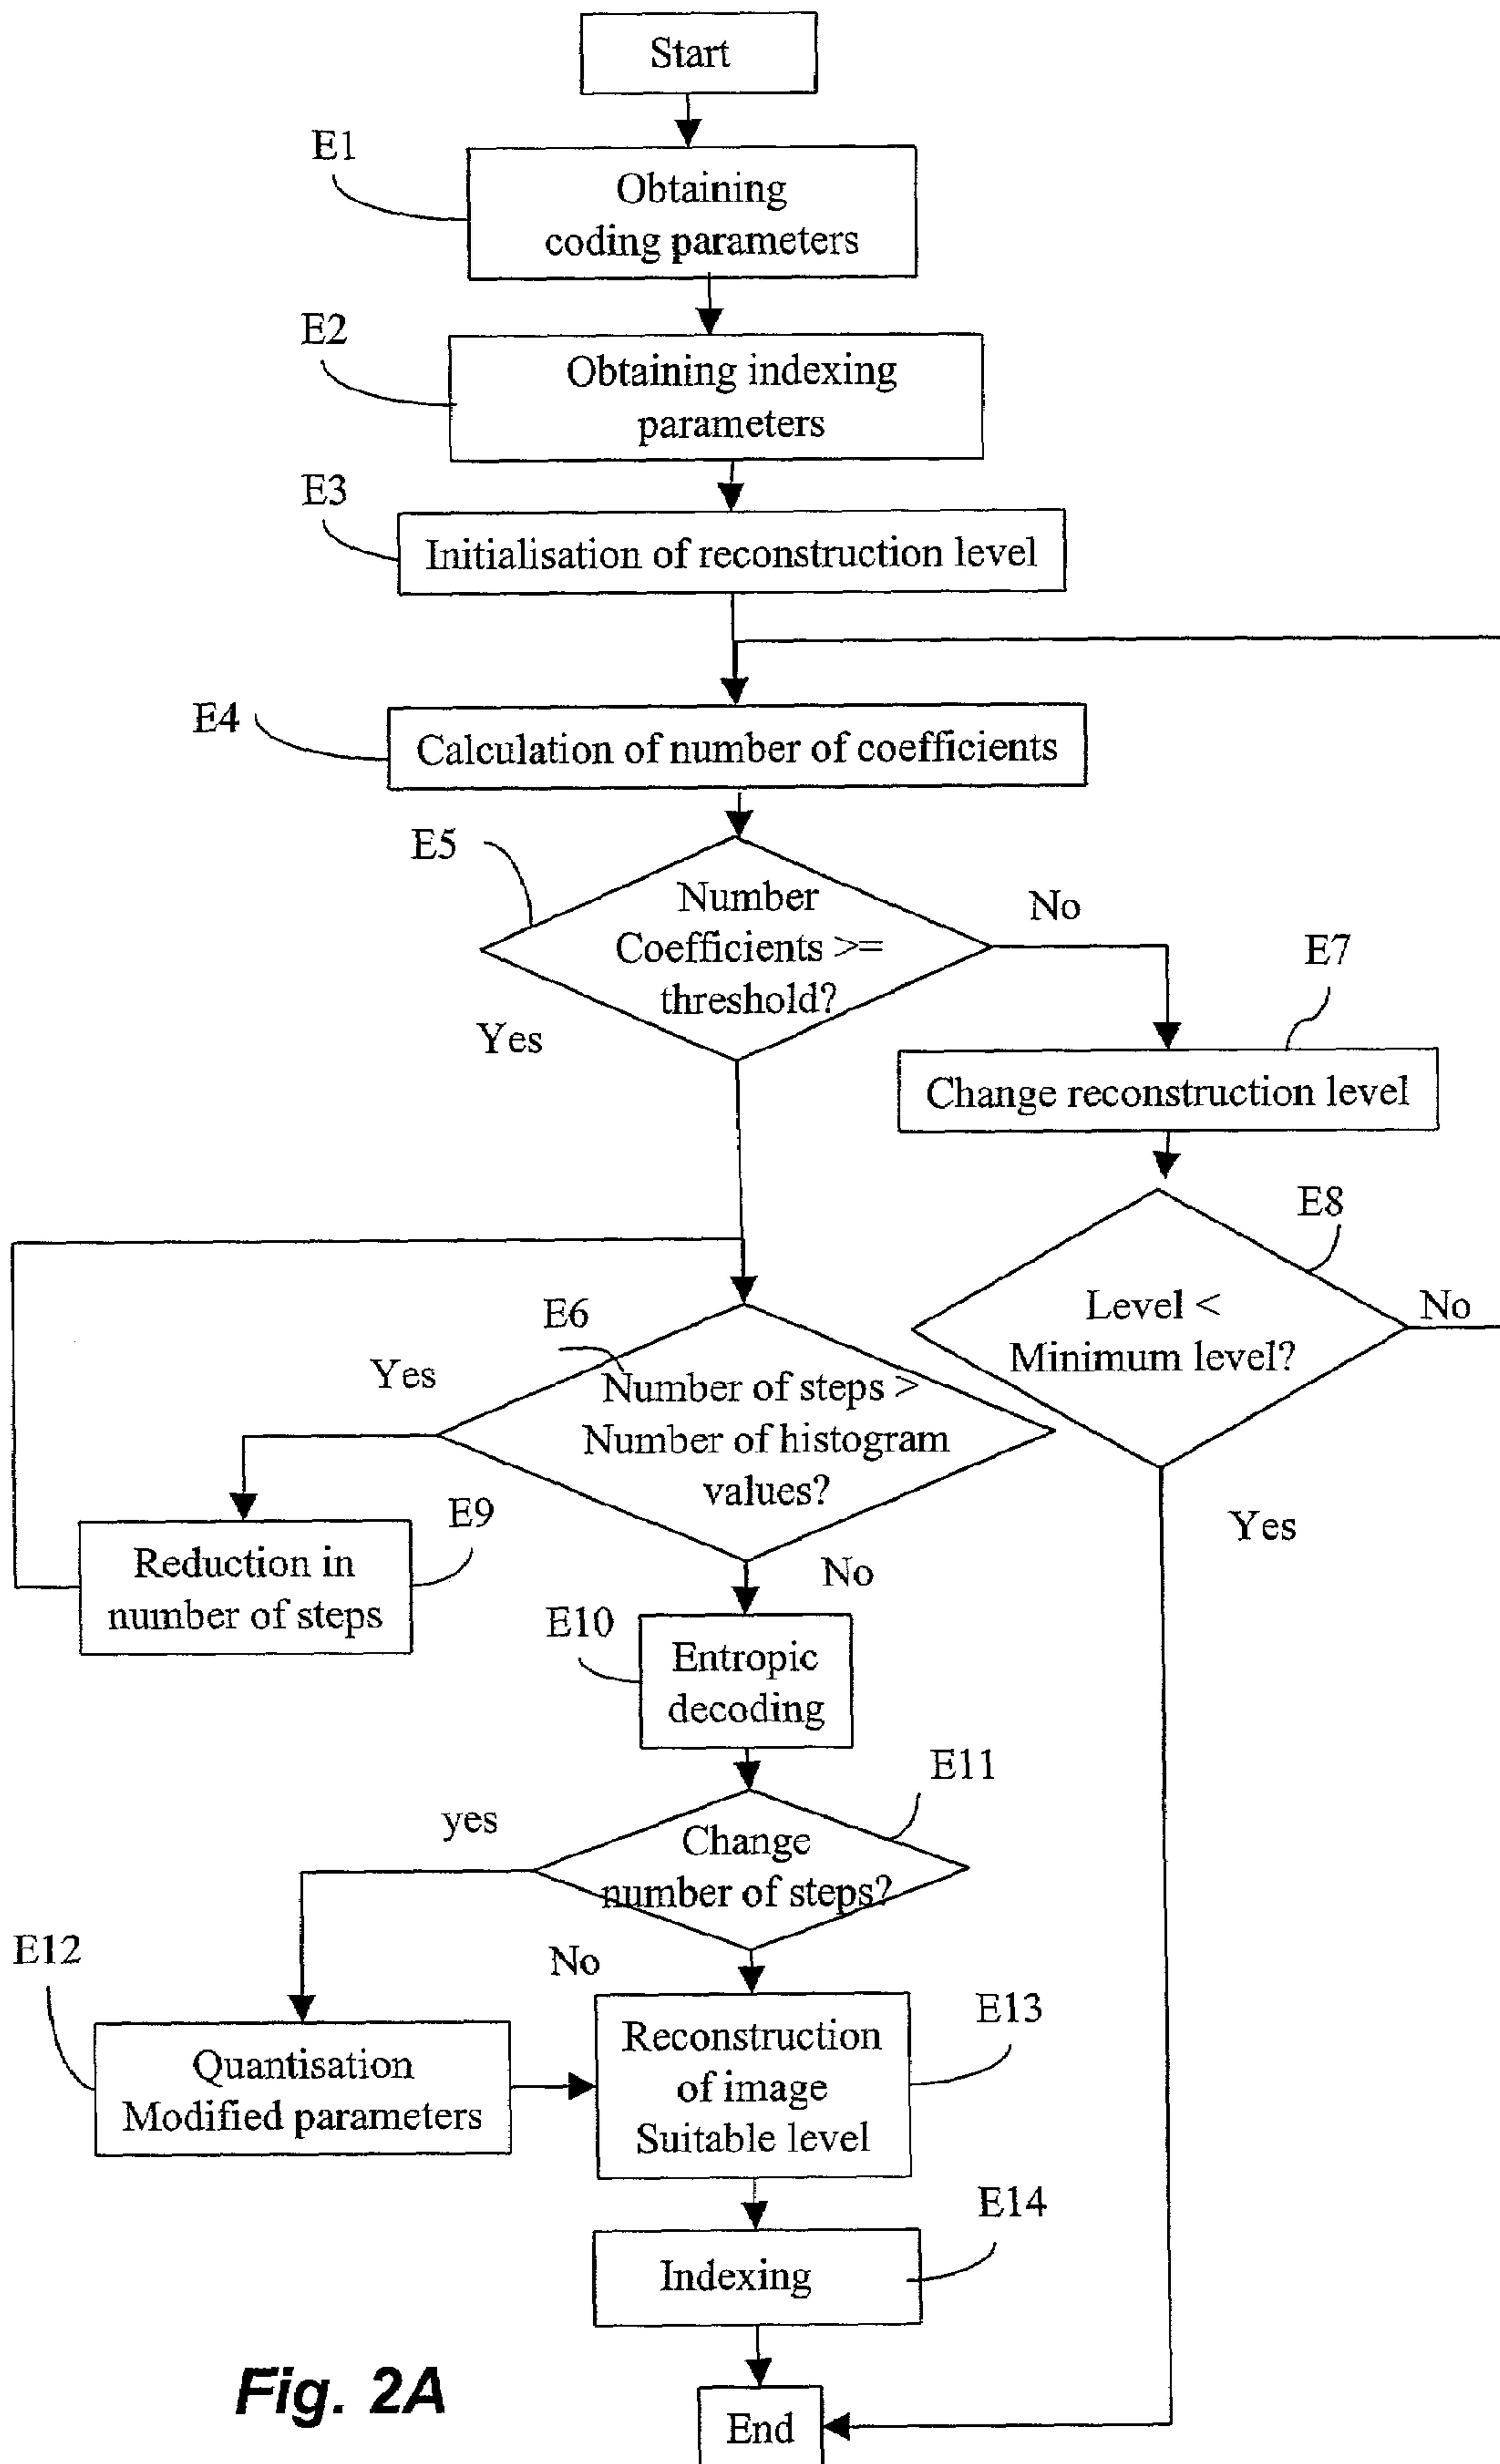 Start
E1
Obtaining
coding parameters
E2
Obtaining indexing
parameters
E3
Initialisation of reconstruction level
E4
Calculation of number of coefficients
E5
Number
Coefficients >=
threshold?
No
Yes
E7
Change reconstruction level
E8
Level <
Minimum level?
No
Yes
E6
Number of steps >
Number of histogram
values?
Yes
No
E9
Reduction in
number of steps
E10
Entropic
decoding
E11
Change
number of steps?
yes
No
E12
Quantisation
Modified parameters
E13
Reconstruction
of image
Suitable level
E14
Indexing
End
Fig. 2A